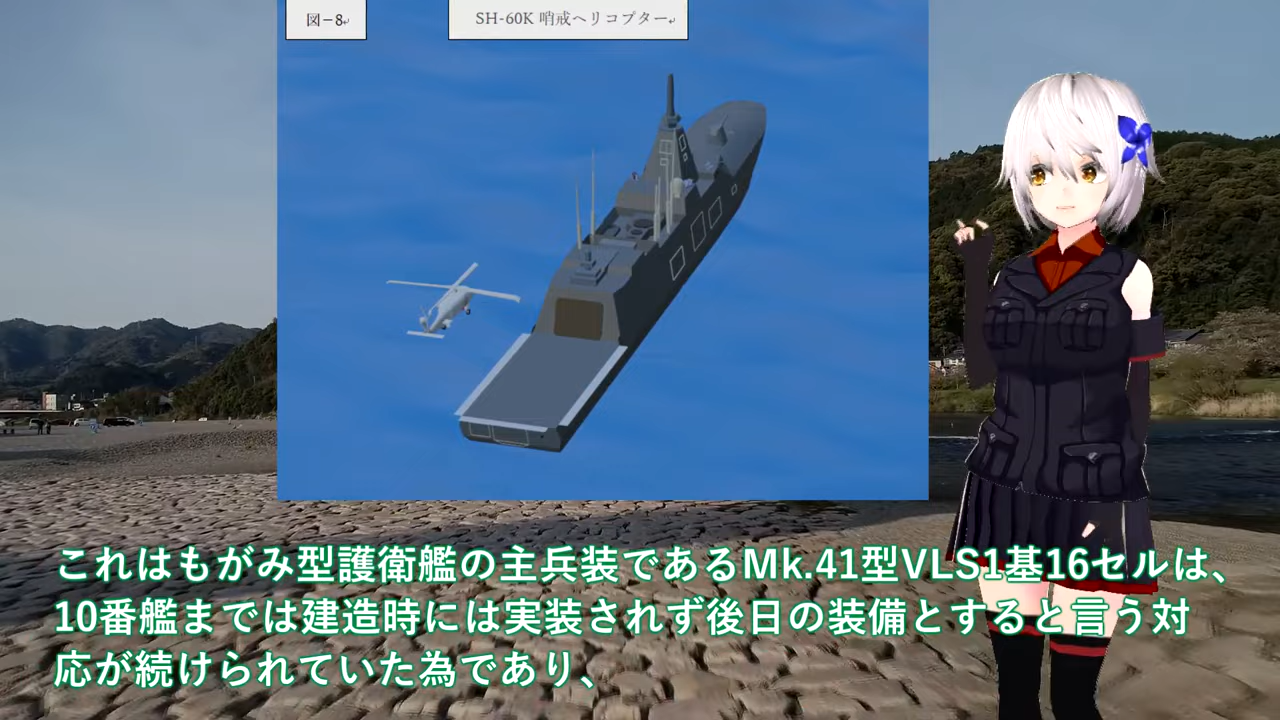 図－8
SH-60K 哨戒ヘリコプター
これはもがみ型護衛艦の主兵装であるMk.41型VLS1基16セルは、
10番艦までは建造時には実装されず後日の装備とすると言う対
応が続けられていた為であり、